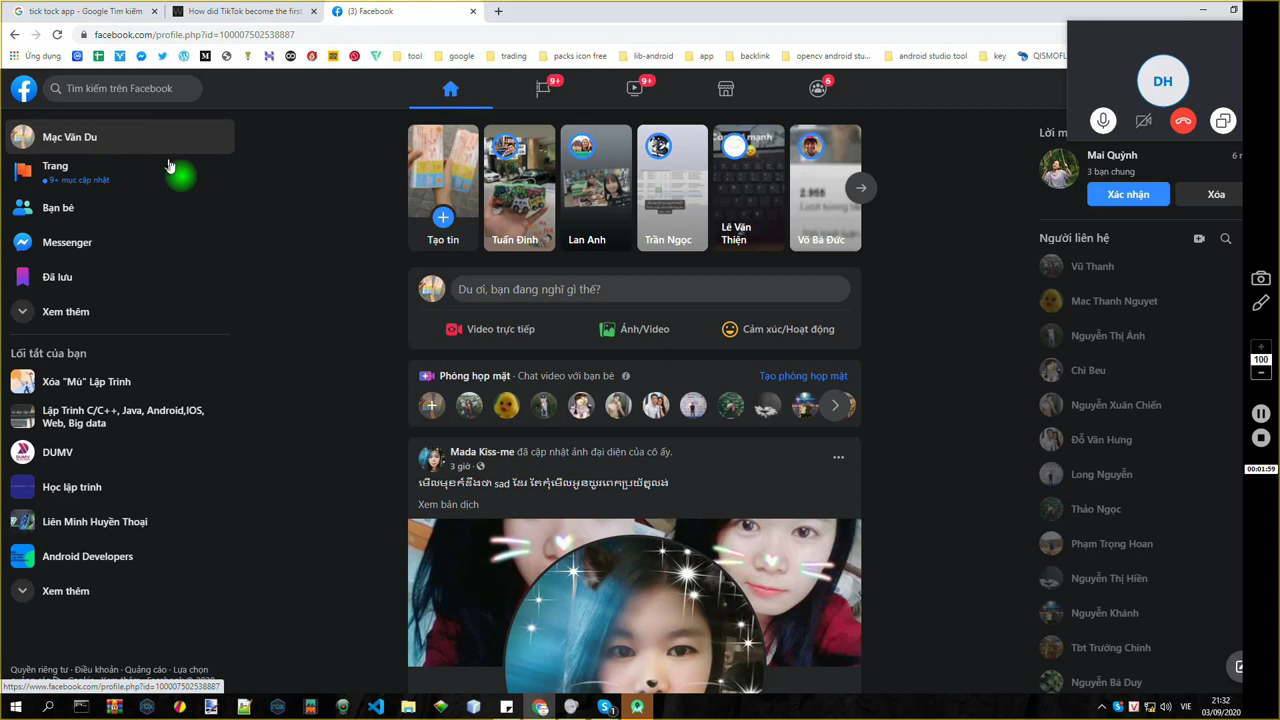 tick tock app - Google Tìm kiếm
How did TikTok become the first
(3) Facebook
facebook.com/profile.php?id=100007502538887
Ứng dụng
tool
google
trading
packs icon free
lib-android
app
backlink
opencv android stu...
android studio tool
key
QISMOFL
Tìm kiếm trên Facebook
9+
9+
6
DH
Mạc Văn Du
Trang
9+ mục cập nhật
Bạn bè
Messenger
Đã lưu
Xem thêm
Lối tắt của bạn
Xóa "Mù" Lập Trình
Lập Trình C/C++, Java, Android,IOS,
Web, Big data
DUMV
Học lập trình
Liên Minh Huyền Thoại
Android Developers
Xem thêm
Quyền riêng tư · Điều khoản · Quảng cáo · Lựa chọn
https://www.facebook.com/profile.php?id=100007502538887
Tạo tin
Tuấn Đinh
Lan Anh
Trần Ngọc
Lê Văn
Thiện
2.955
Võ Bá Đức
Du ơi, bạn đang nghĩ gì thế?
Video trực tiếp
Ảnh/Video
Cảm xúc/Hoạt động
Phòng họp mặt · Chat video với bạn bè
Tạo phòng họp mặt
Mada Kiss-me đã cập nhật ảnh đại diện của cô ấy.
3 giờ
Xem bản dịch
Lời m
Mai Quỳnh
3 bạn chung
Xác nhận
Xóa
Người liên hệ
Vũ Thanh
Mac Thanh Nguyet
Nguyễn Thị Ánh
Chi Beu
Nguyễn Xuân Chiến
Đỗ Văn Hưng
Long Nguyễn
Thảo Ngọc
Phạm Trọng Hoan
Nguyễn Thị Hiền
Nguyễn Khánh
Tbt Trường Chinh
Nguyễn Bá Duy
100
00:01:59
VIE
21:32
03/09/2020